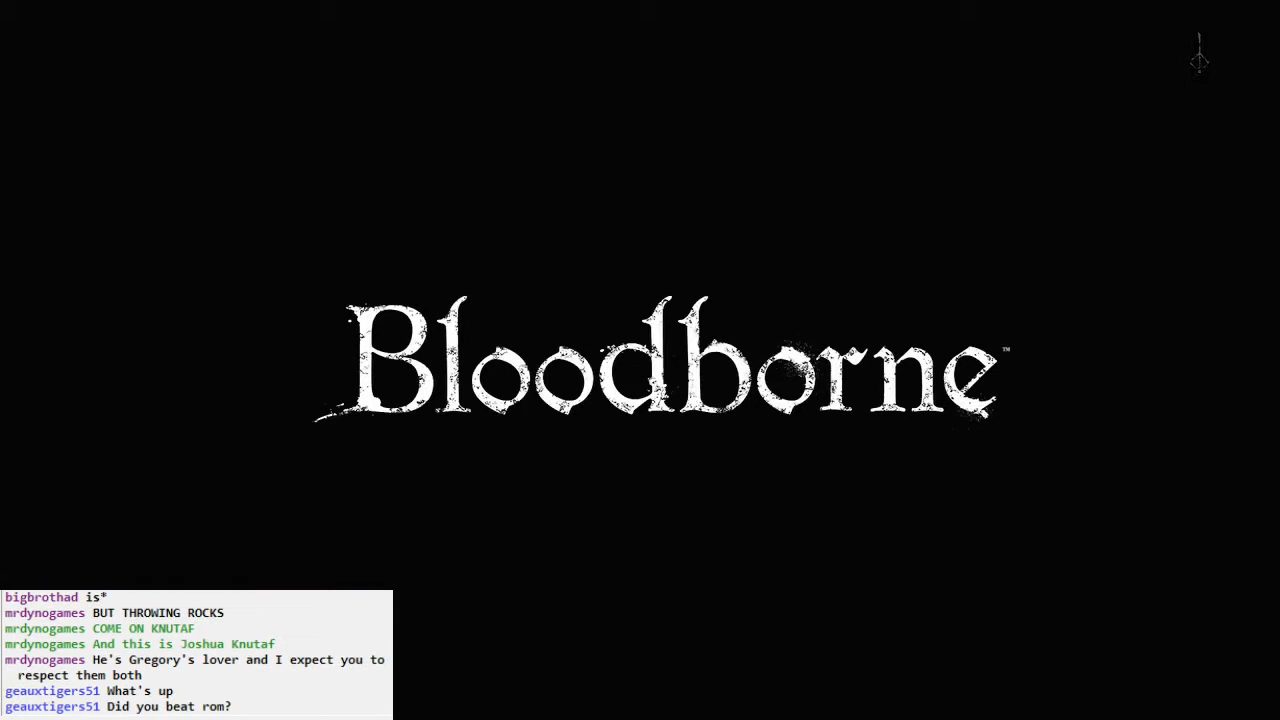 Bloodborne™
bigbrothad is*
mrdynogames BUT THROWING ROCKS
mrdynogames COME ON KNUTAF
mrdynogames And this is Joshua Knutaf
mrdynogames He's Gregory's lover and I expect you to
respect them both
geauxtigers51 What's up
geauxtigers51 Did you beat rom?